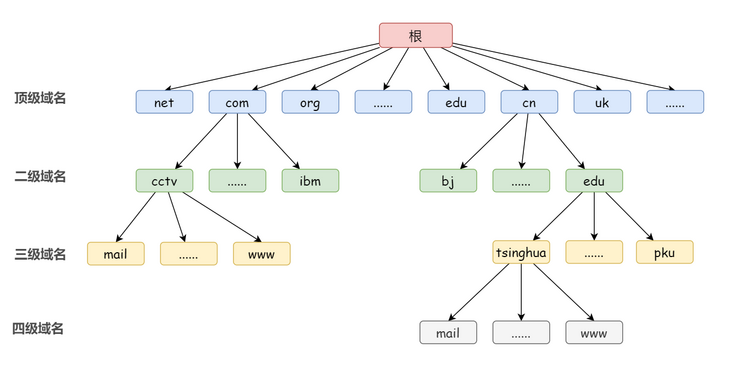 根
顶级域名
net com org ...... edu cn uk ......
二级域名
cctv ...... ibm bj ...... edu
三级域名
mail ...... www tsinghua ...... pku
四级域名
mail ...... www